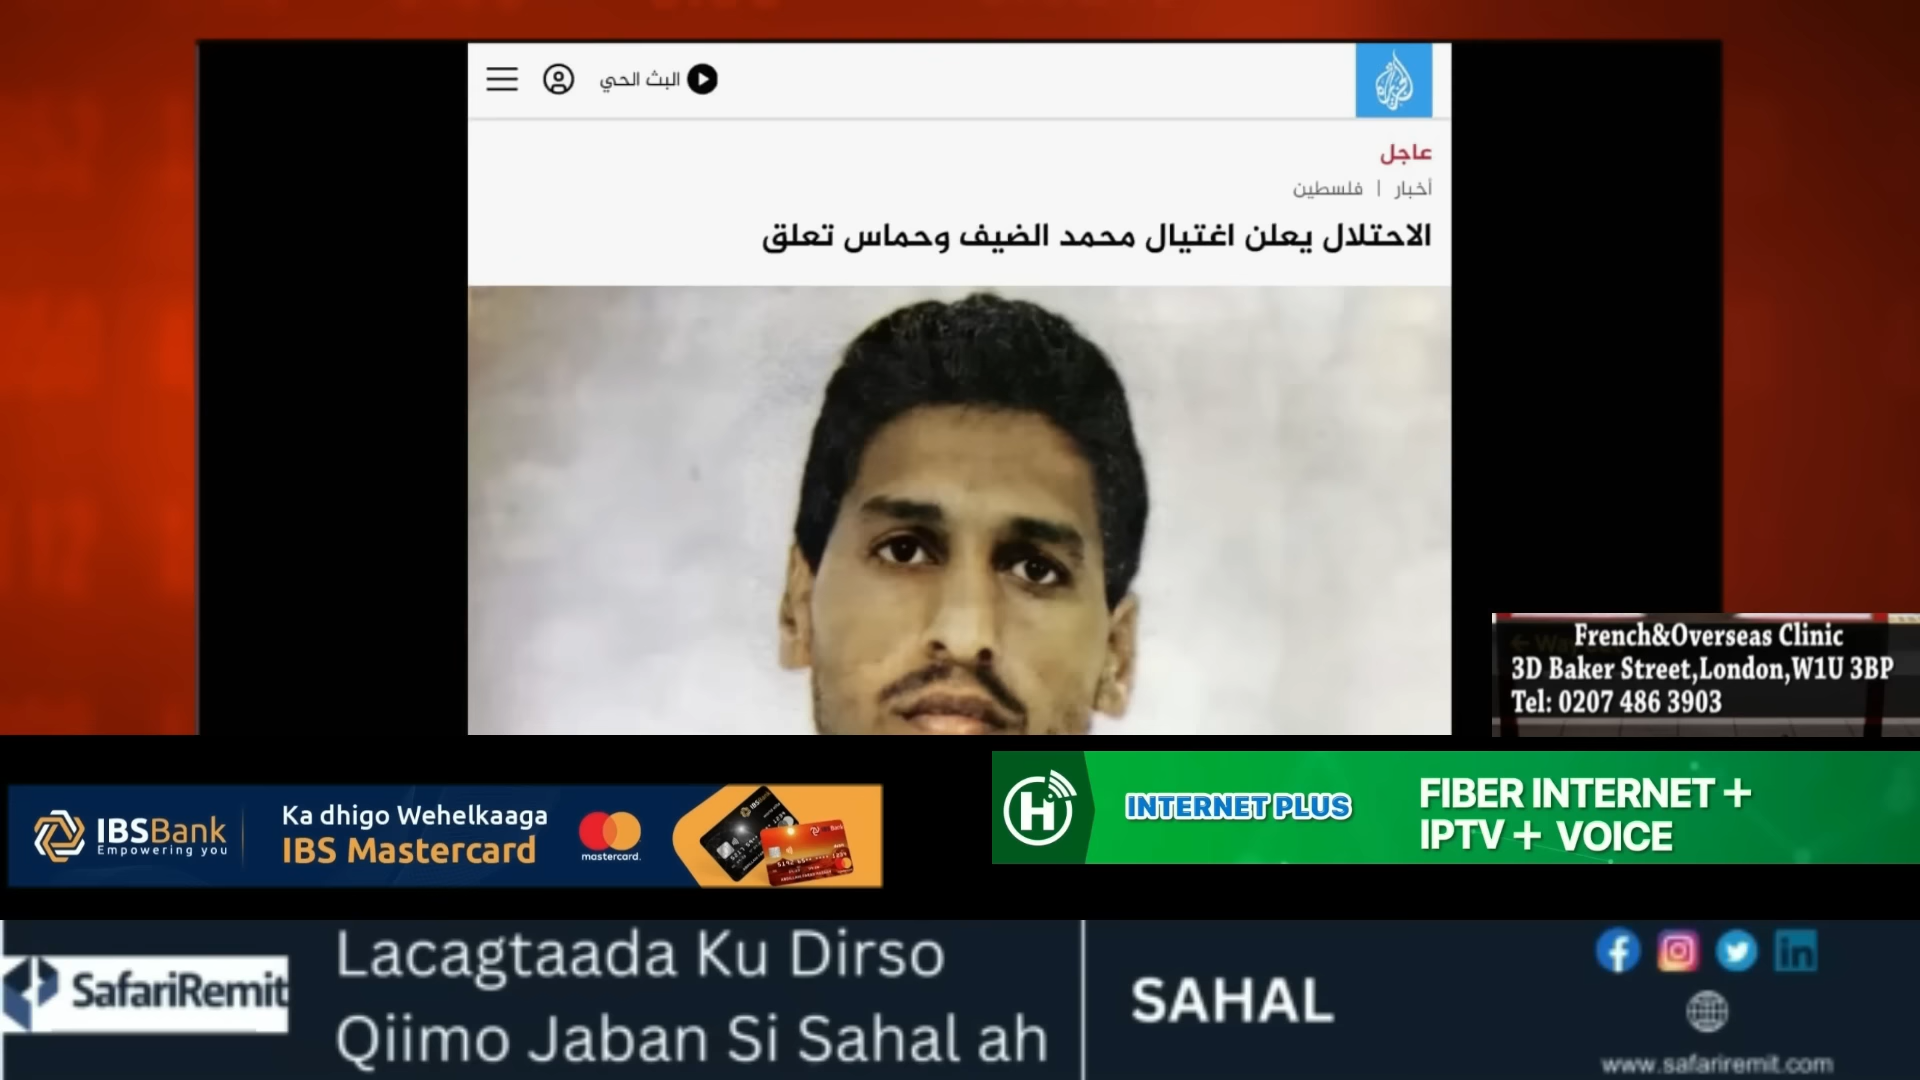 البث الحي
عاجل
أخبار | فلسطين
الاحتلال يعلن اغتيال محمد الضيف وحماس تعلق
French&Overseas Clinic
3D Baker Street,London,W1U 3BP
Tel: 0207 486 3903
IBSBank
Empowering you
Ka dhigo Wehelkaaga
IBS Mastercard
mastercard.
H
INTERNET PLUS
FIBER INTERNET +
IPTV + VOICE
SafariRemit
Lacagtaada Ku Dirso
Qiimo Jaban Si Sahal ah
SAHAL
www.safariremit.com